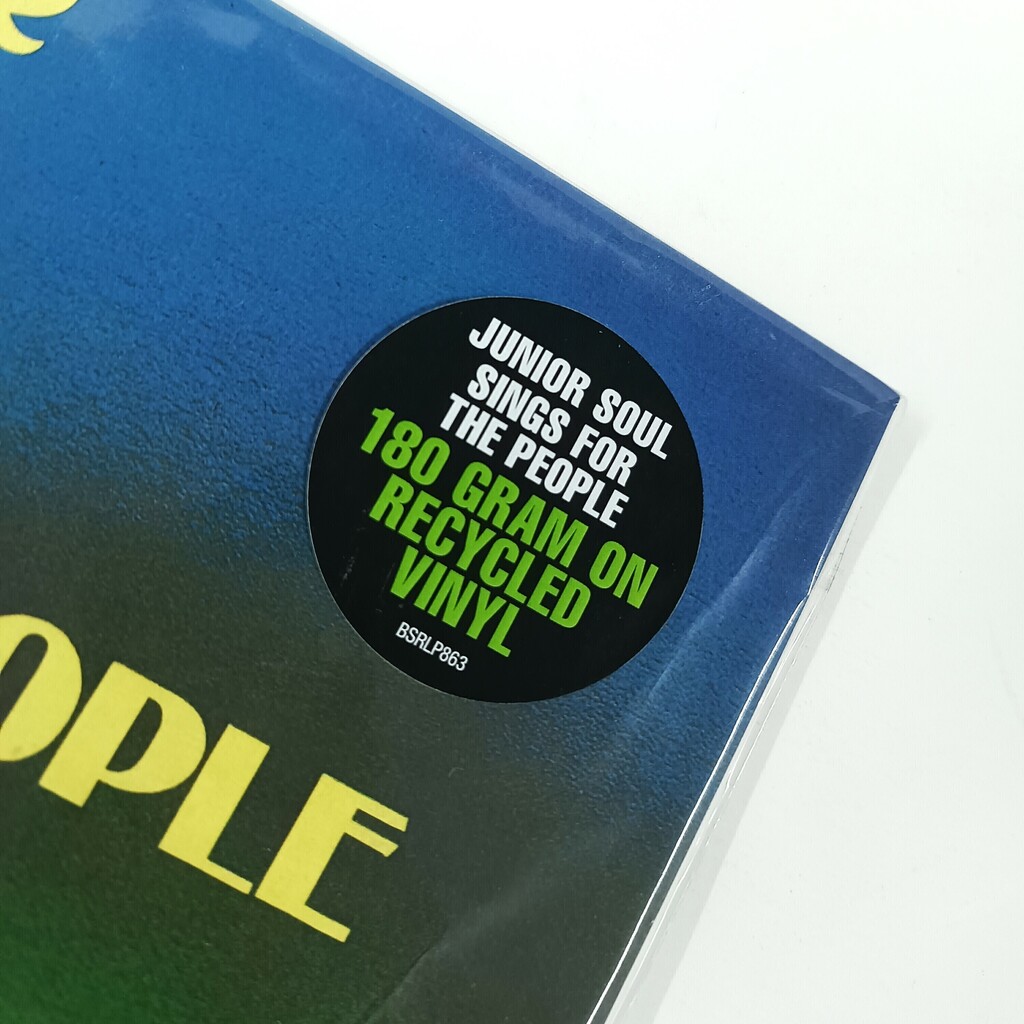 JUNIOR SOUL
SINGS FOR
THE PEOPLE
180 GRAM ON
RECYCLED
VINYL
BSRLP863
OPLE